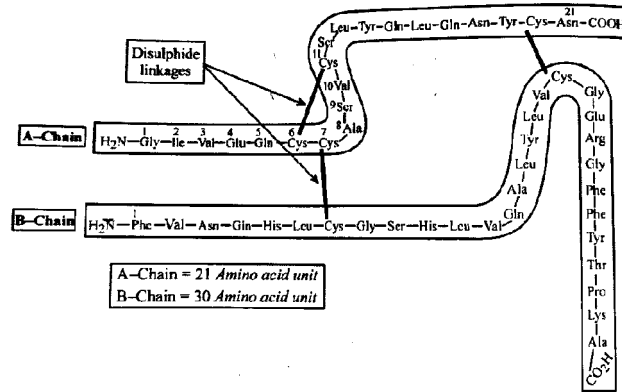 Disulphide
linkages
A–Chain
H₂N–Gly–Ile–Val–Glu–Gln–Cys–Cys
1 2 3 4 5 6 7
8 Ala
9 Ser
10 Val
11 Cys
Ser
Leu–Tyr–Gln–Leu–Gln–Asn–Tyr–Cys–Asn–COOH
21
B–Chain
1
H₂N–Phe–Val–Asn–Gln–His–Leu–Cys–Gly–Ser–His–Leu–Val
Gln
Ala
Leu
Tyr
Leu
Val
Cys
Gly
Glu
Arg
Gly
Phe
Phe
Tyr
Thr
Pro
Lys
Ala
CO₂H
A–Chain = 21 Amino acid unit
B–Chain = 30 Amino acid unit